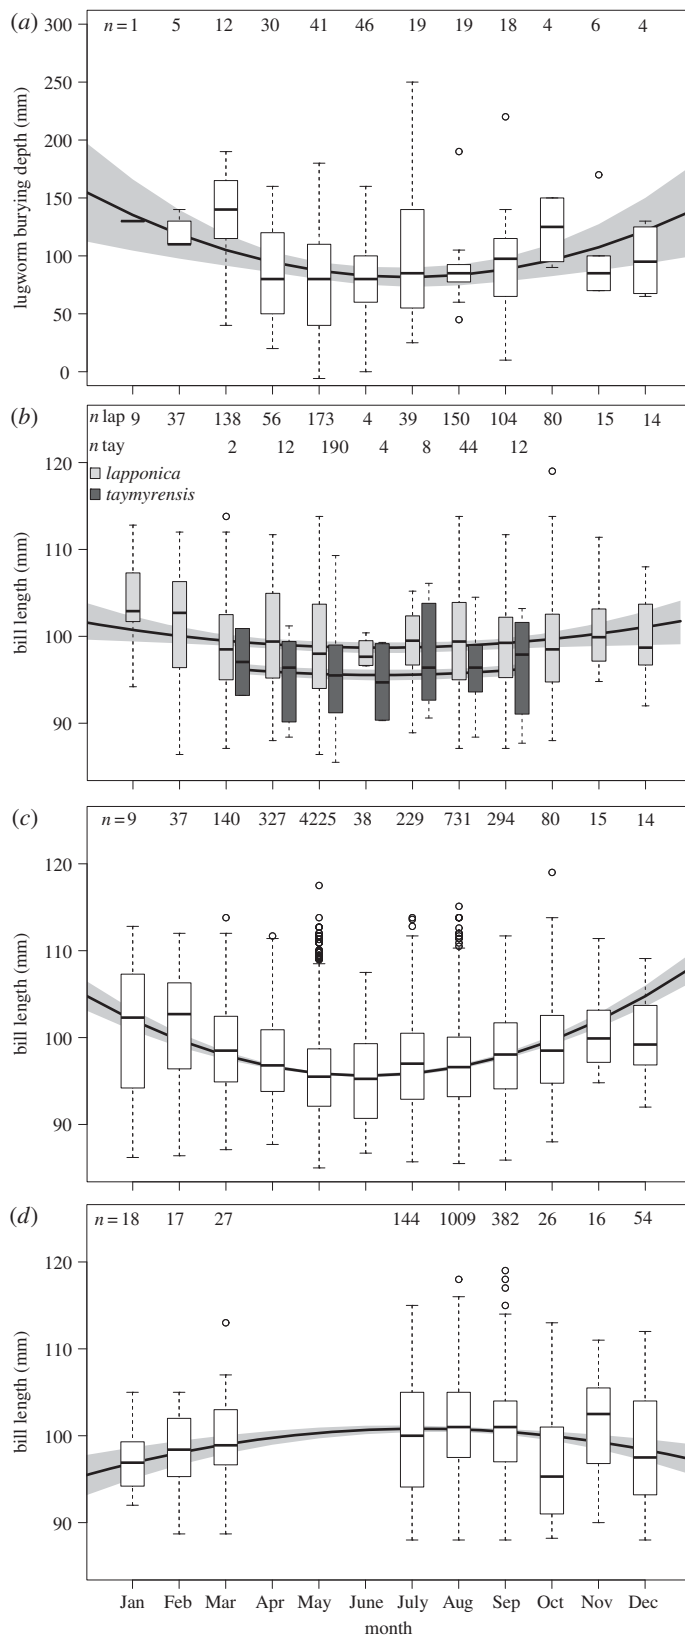 (a)
n = 1 5 12 30 41 46 19 19 18 4 6 4
300
250
200
150
100
50
0
lugworm burying depth (mm)
(b)
n lap 9 37 138 56 173 4 39 150 104 80 15 14
n tay 2 12 190 4 8 44 12
lapponica
taymyrensis
120
110
100
90
bill length (mm)
(c)
n = 9 37 140 327 4225 38 229 731 294 80 15 14
120
110
100
90
bill length (mm)
(d)
n = 18 17 27 144 1009 382 26 16 54
120
110
100
90
bill length (mm)
Jan Feb Mar Apr May June July Aug Sep Oct Nov Dec
month